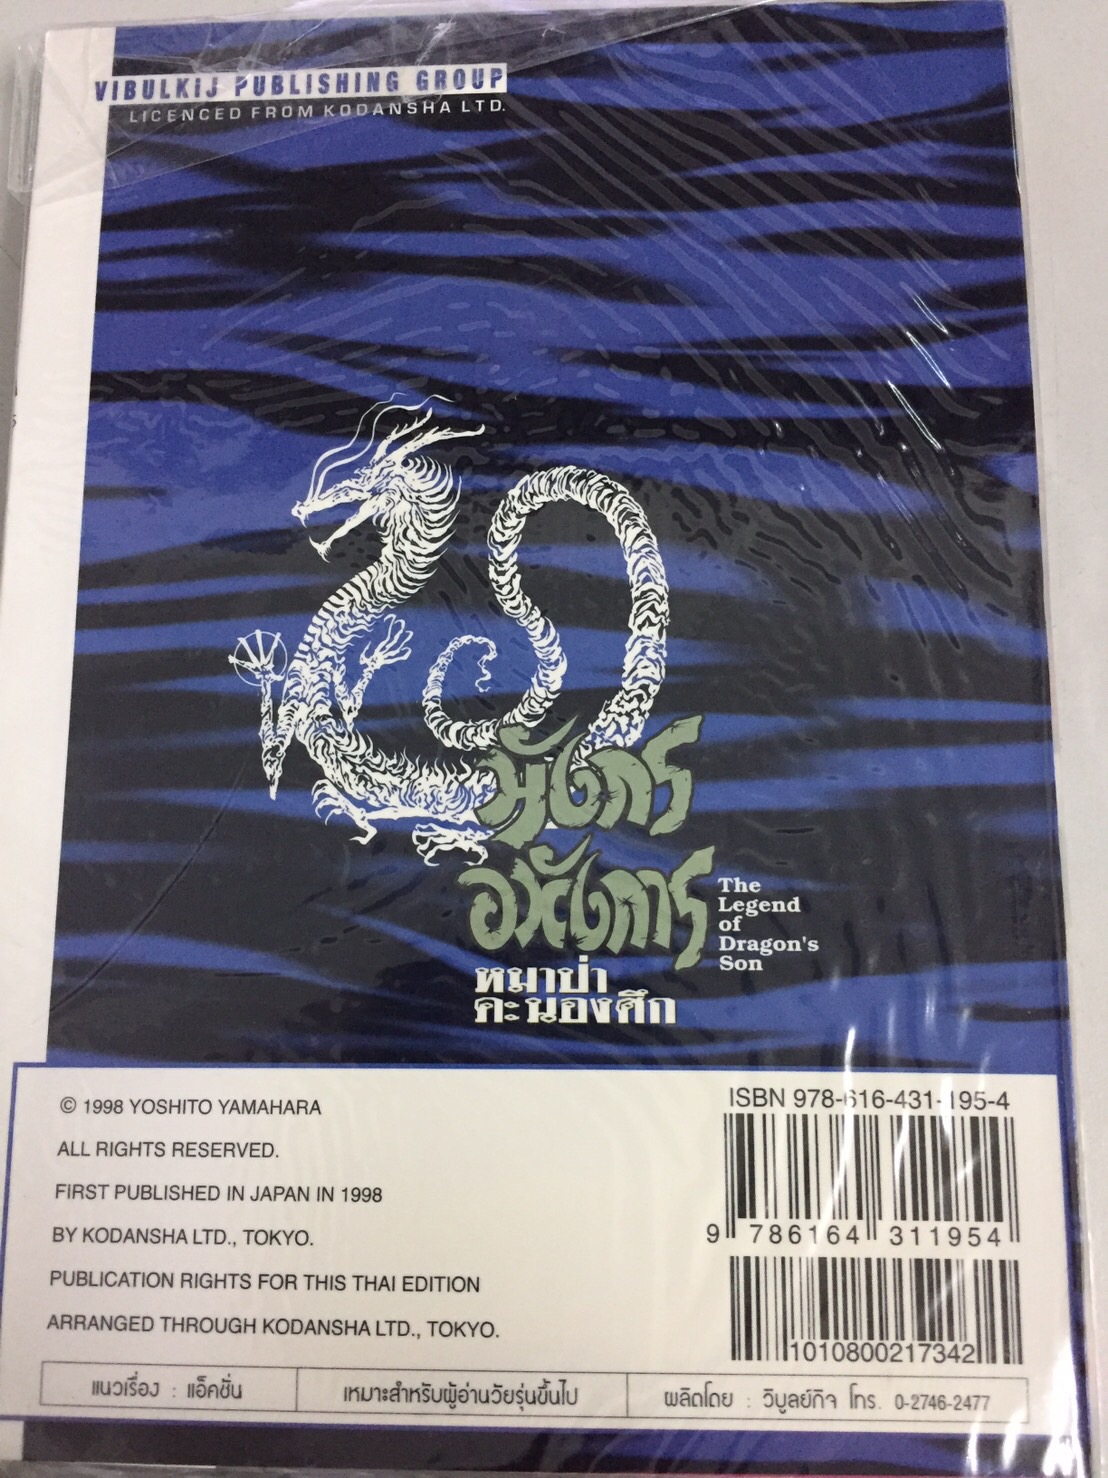 VIBULKIJ PUBLISHING GROUP
LICENCED FROM KODANSHA LTD.
มังกร
อหังการ
The
Legend
of
Dragon's
Son
หมาป่า
คะนองศึก
© 1998 YOSHITO YAMAHARA
ALL RIGHTS RESERVED.
FIRST PUBLISHED IN JAPAN IN 1998
BY KODANSHA LTD., TOKYO.
PUBLICATION RIGHTS FOR THIS THAI EDITION
ARRANGED THROUGH KODANSHA LTD., TOKYO.
ISBN 978-616-431-195-4
9 786164 311954
1010800217342
แนวเรื่อง : แอ็คชั่น
เหมาะสำหรับผู้อ่านวัยรุ่นขึ้นไป
ผลิตโดย : วิบูลย์กิจ โทร. 0-2746-2477